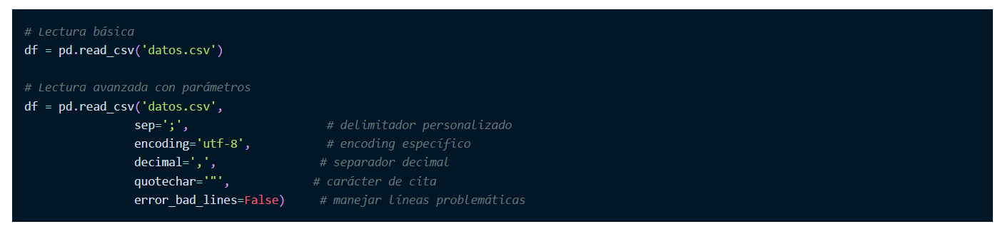 # Lectura básica
df = pd.read_csv('datos.csv')
# Lectura avanzada con parámetros
df = pd.read_csv('datos.csv',
sep=';', # delimitador personalizado
encoding='utf-8', # encoding específico
decimal=',', # separador decimal
quotechar='"', # carácter de cita
error_bad_lines=False) # manejar líneas problemáticas